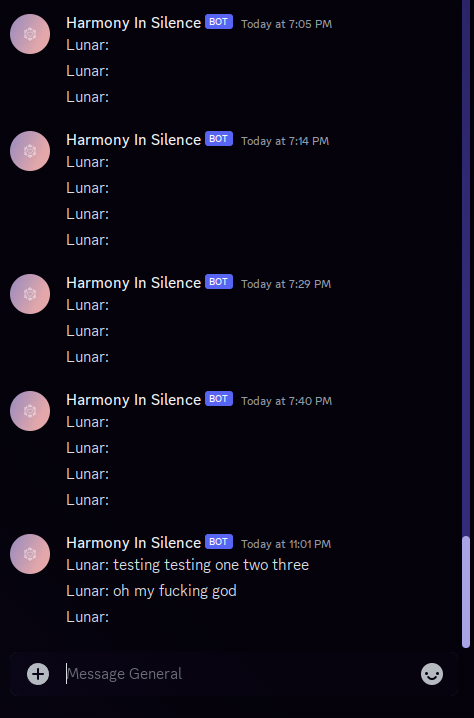 Harmony In Silence BOT Today at 7:05 PM
Lunar:
Lunar:
Lunar:
Harmony In Silence BOT Today at 7:14 PM
Lunar:
Lunar:
Lunar:
Lunar:
Harmony In Silence BOT Today at 7:29 PM
Lunar:
Lunar:
Lunar:
Harmony In Silence BOT Today at 7:40 PM
Lunar:
Lunar:
Lunar:
Lunar:
Harmony In Silence BOT Today at 11:01 PM
Lunar: testing testing one two three
Lunar: oh my fucking god
Lunar:
Message General